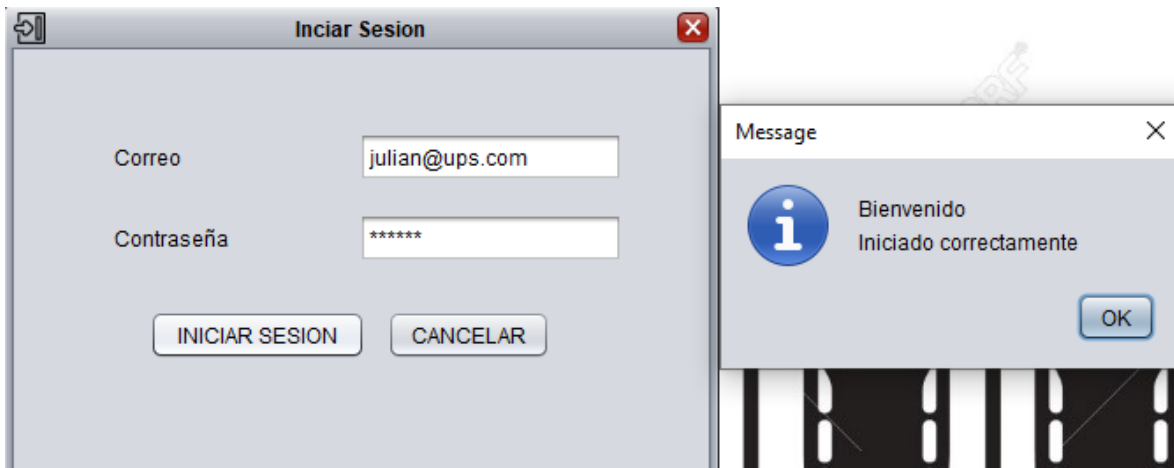 Inciar Sesion
Correo
julian@ups.com
Contraseña
******
INICIAR SESION
CANCELAR
Message
Bienvenido
Iniciado correctamente
OK